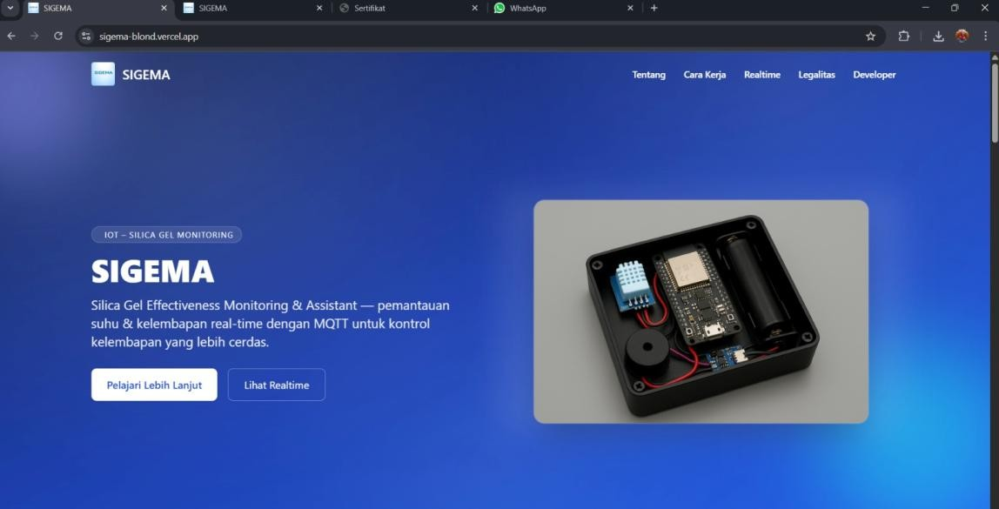 SIGEMA
SIGEMA
Sertifikat
WhatsApp
sigema-blond.vercel.app
SIGEMA
SIGEMA
Tentang
Cara Kerja
Realtime
Legalitas
Developer
IOT – SILICA GEL MONITORING
SIGEMA
Silica Gel Effectiveness Monitoring & Assistant — pemantauan
suhu & kelembapan real-time dengan MQTT untuk kontrol
kelembapan yang lebih cerdas.
Pelajari Lebih Lanjut
Lihat Realtime